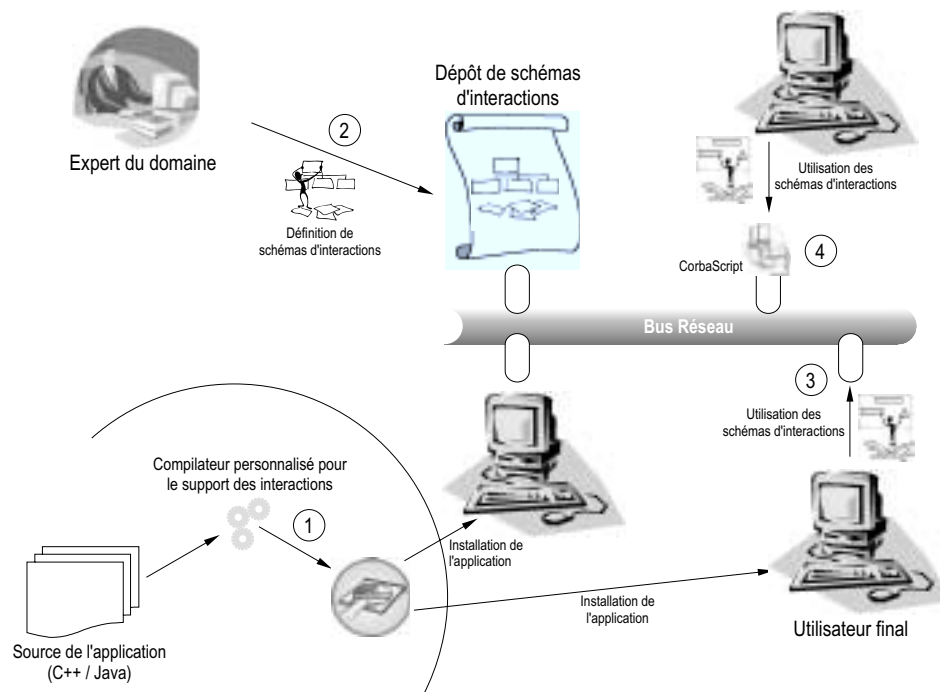 Expert du domaine
2
Définition de
schémas d'interactions
Dépôt de schémas
d'interactions
Utilisation des
schémas d'interactions
CorbaScript
4
Bus Réseau
3
Utilisation des
schémas d'interactions
Utilisateur final
Compilateur personnalisé pour
le support des interactions
1
Installation de
l'application
Installation de
l'application
Source de l'application
(C++ / Java)